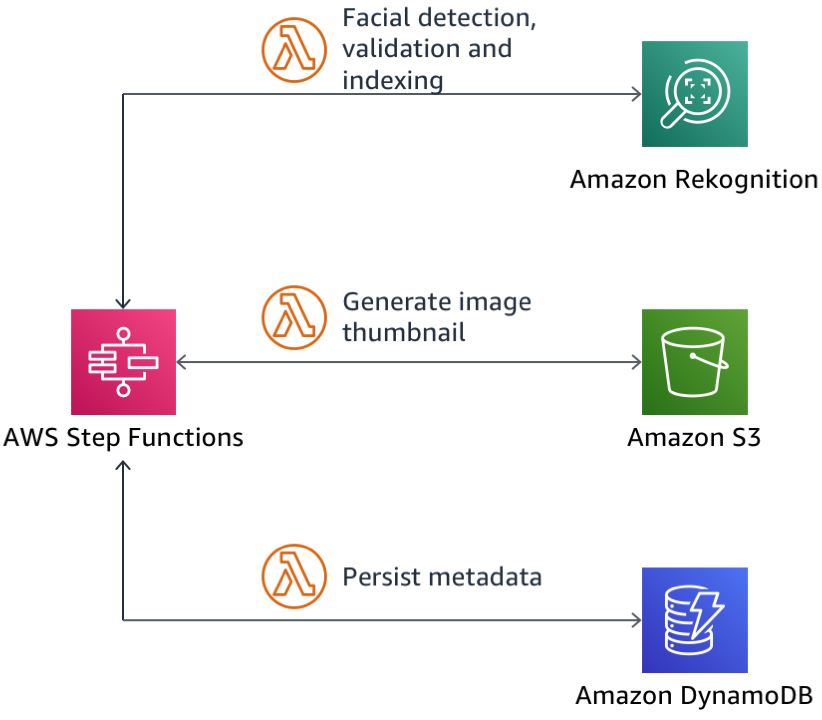 Facial detection,
validation and
indexing
Amazon Rekognition
Generate image
thumbnail
AWS Step Functions
Amazon S3
Persist metadata
Amazon DynamoDB